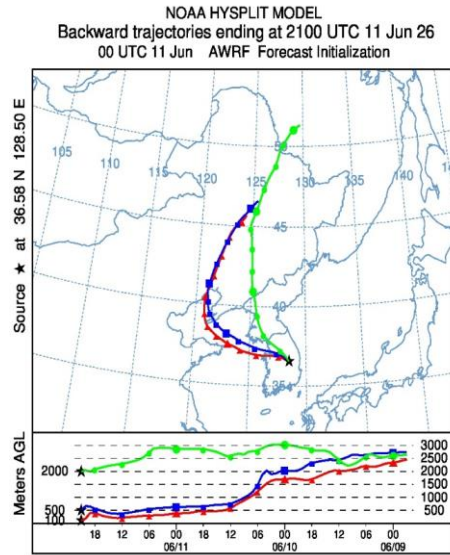 NOAA HYSPLIT MODEL
Backward trajectories ending at 2100 UTC 11 Jun 26
00 UTC 11 Jun AWRF Forecast Initialization
Source ★ at 36.58 N 128.50 E
105
110
115
120
125
130
135
140
45
40
35
Meters AGL
2000
500
100
3000
2500
2000
1500
1000
500
18 12 06 00 18 12 06 00 18 12 06 00
06/11 06/10 06/09